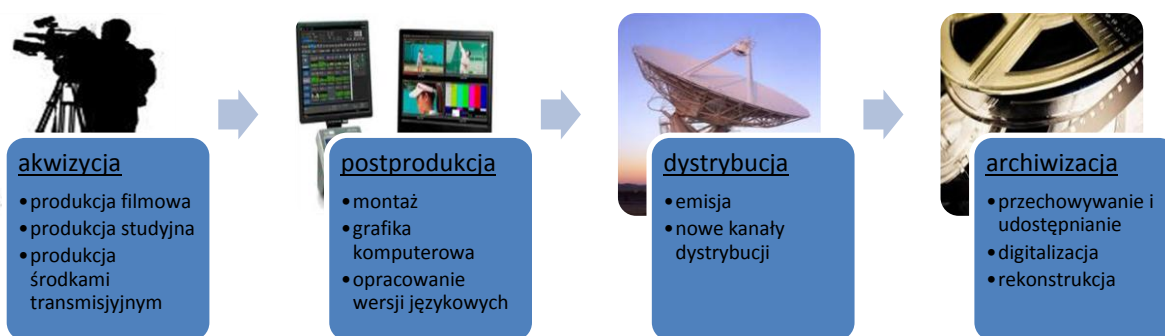 akwizycja
•produkcja filmowa
•produkcja studyjna
•produkcja
środkami
transmisjyjnym
postprodukcja
•montaż
•grafika
komputerowa
•opracowanie
wersji językowych
dystrybucja
•emisja
•nowe kanały
dystrybucji
archiwizacja
•przechowywanie i
udostępnianie
•digitalizacja
•rekonstrukcja